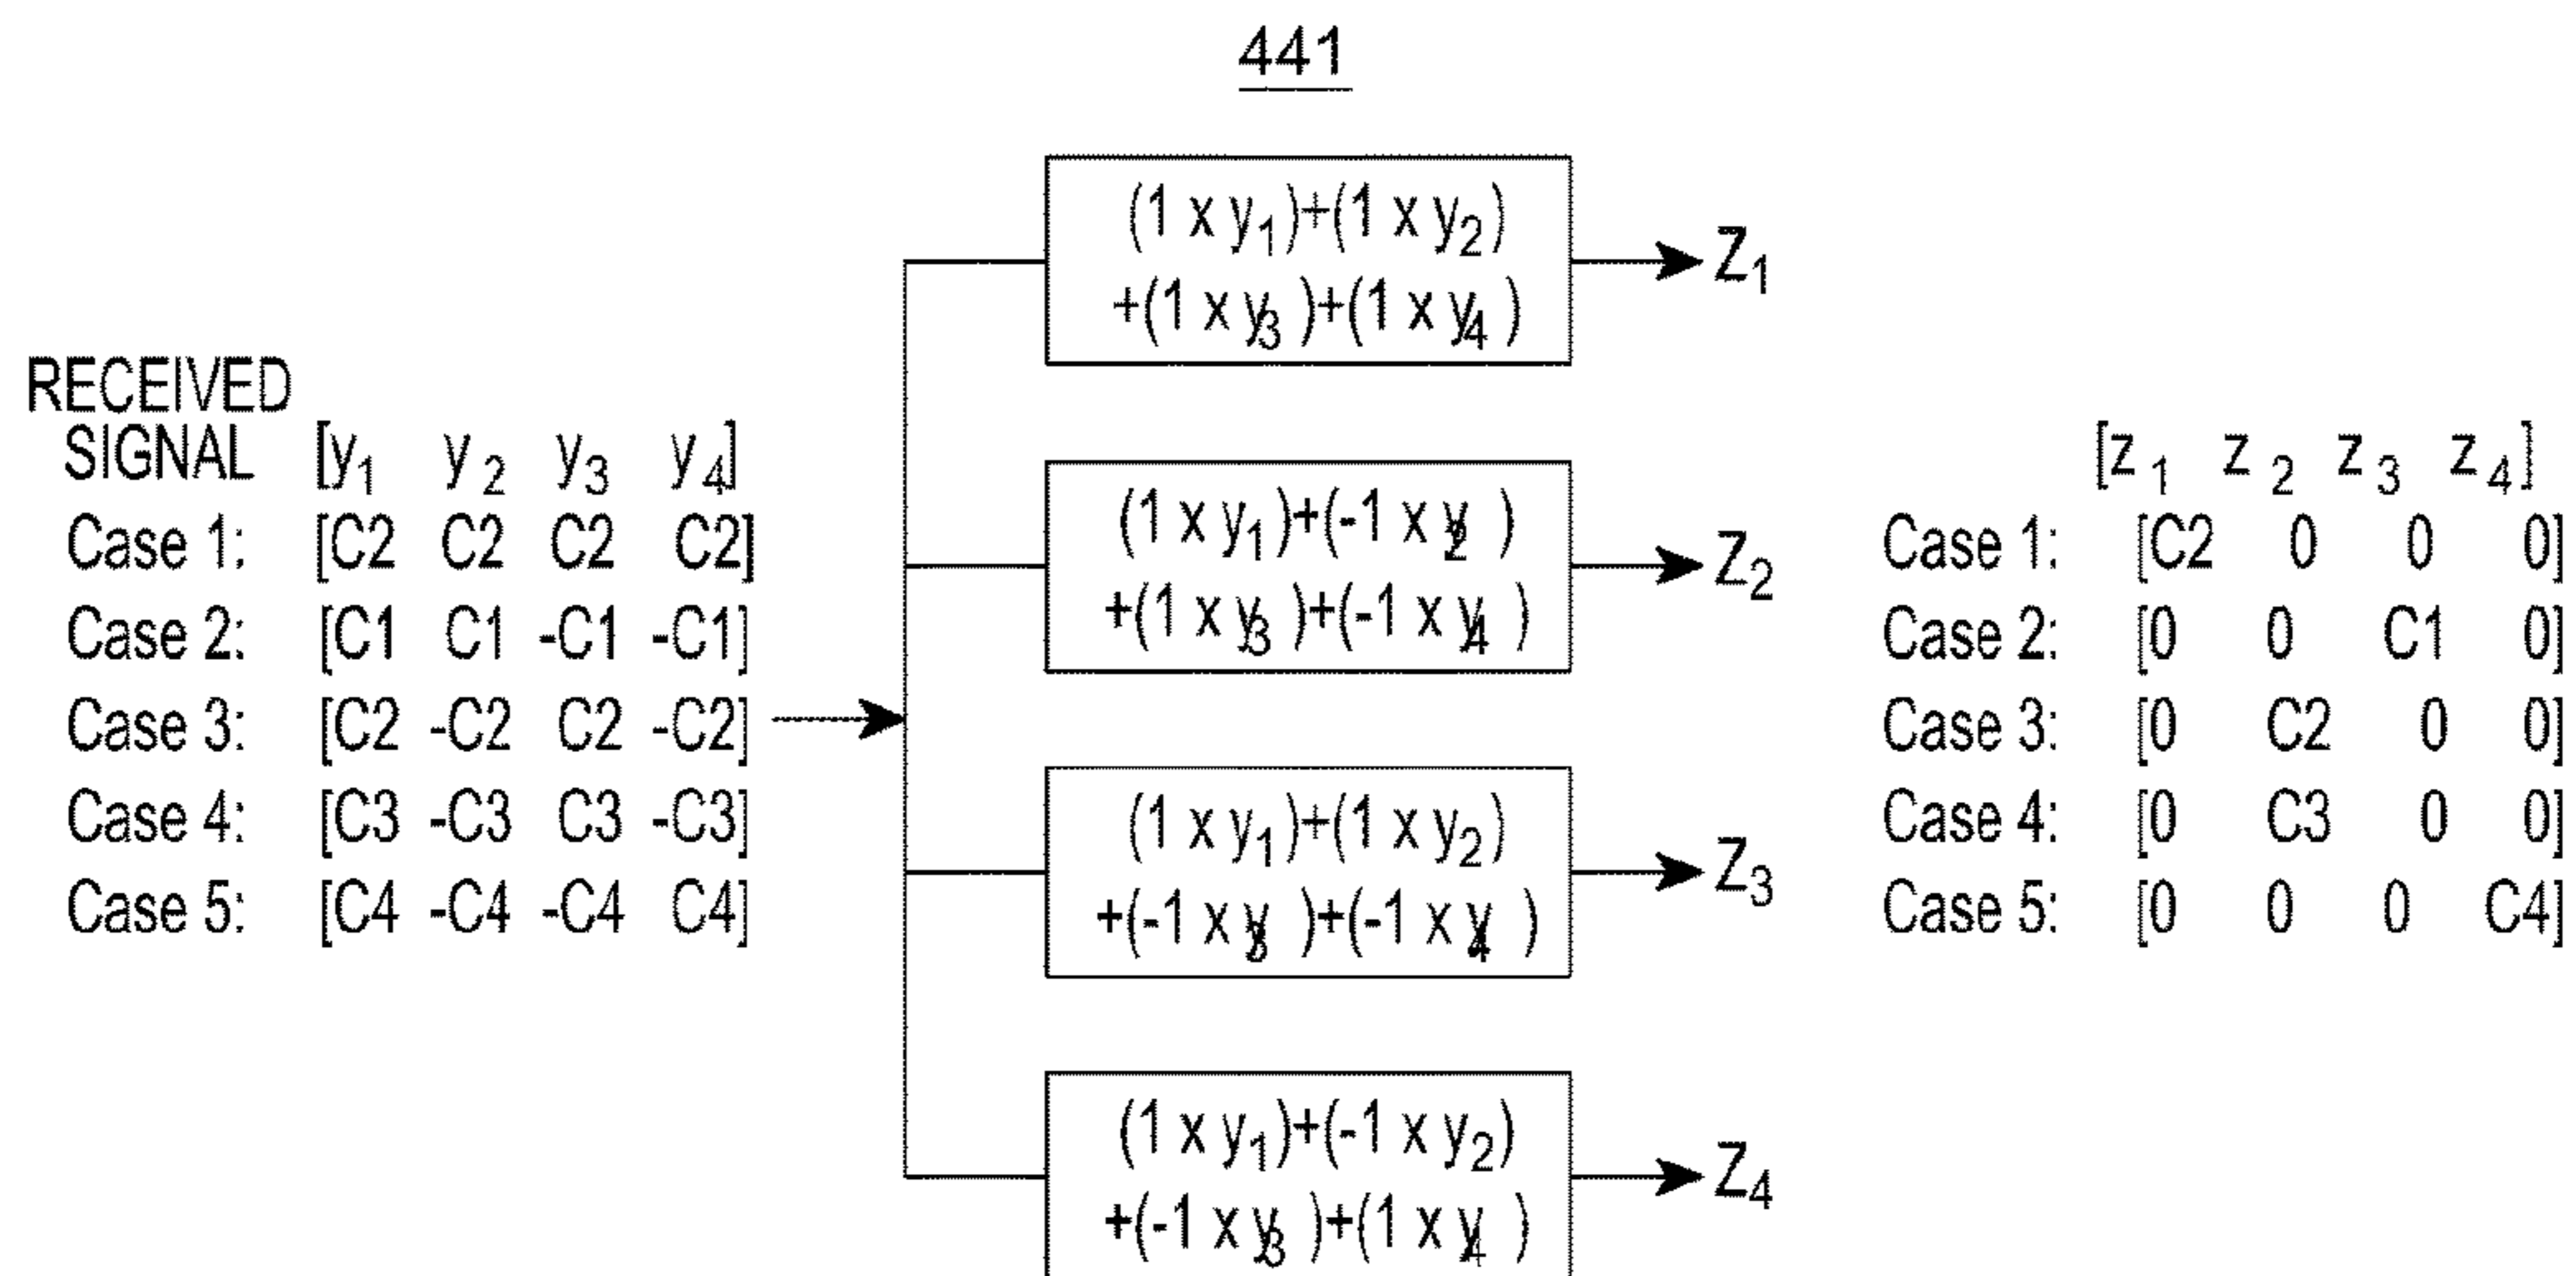 441
RECEIVED
SIGNAL [y1 y2 y3 y4]
Case 1: [C2 C2 C2 C2]
Case 2: [C1 C1 -C1 -C1]
Case 3: [C2 -C2 C2 -C2]
Case 4: [C3 -C3 C3 -C3]
Case 5: [C4 -C4 -C4 C4]
(1 x y1)+(1 x y2)
+(1 x y3)+(1 x y4)
Z1
(1 x y1)+(-1 x y2)
+(1 x y3)+(-1 x y4)
Z2
(1 x y1)+(1 x y2)
+(-1 x y3)+(-1 x y4)
Z3
(1 x y1)+(-1 x y2)
+(-1 x y3)+(1 x y4)
Z4
[z1 z2 z3 z4]
Case 1: [C2 0 0 0]
Case 2: [0 0 C1 0]
Case 3: [0 C2 0 0]
Case 4: [0 C3 0 0]
Case 5: [0 0 0 C4]